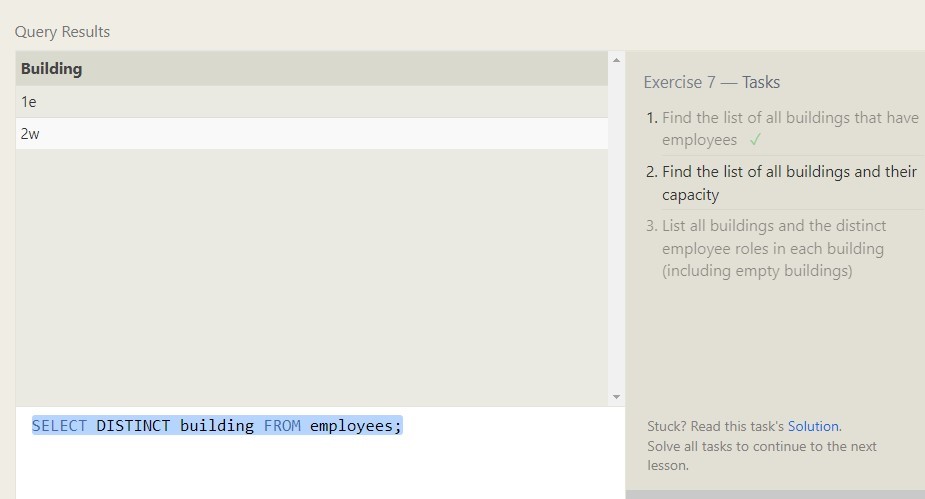 Query Results
Building
1e
2w
SELECT DISTINCT building FROM employees;
Exercise 7 — Tasks
1. Find the list of all buildings that have
employees ✓
2. Find the list of all buildings and their
capacity
3. List all buildings and the distinct
employee roles in each building
(including empty buildings)
Stuck? Read this task's Solution.
Solve all tasks to continue to the next
lesson.